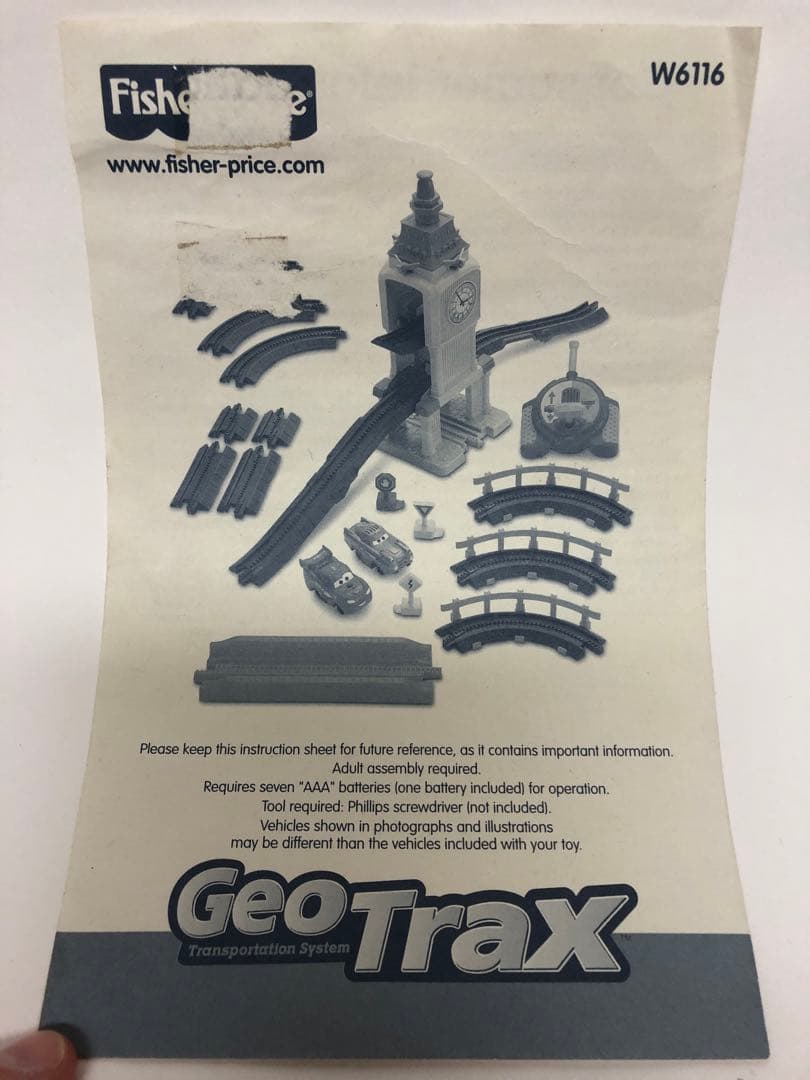 W6116
www.fisher-price.com
Please keep this instruction sheet for future reference, as it contains important information.
Adult assembly required.
Requires seven "AAA" batteries (one battery included) for operation.
Tool required: Phillips screwdriver (not included).
Vehicles shown in photographs and illustrations
may be different than the vehicles included with your toy.
GeoTrax
Transportation System ™